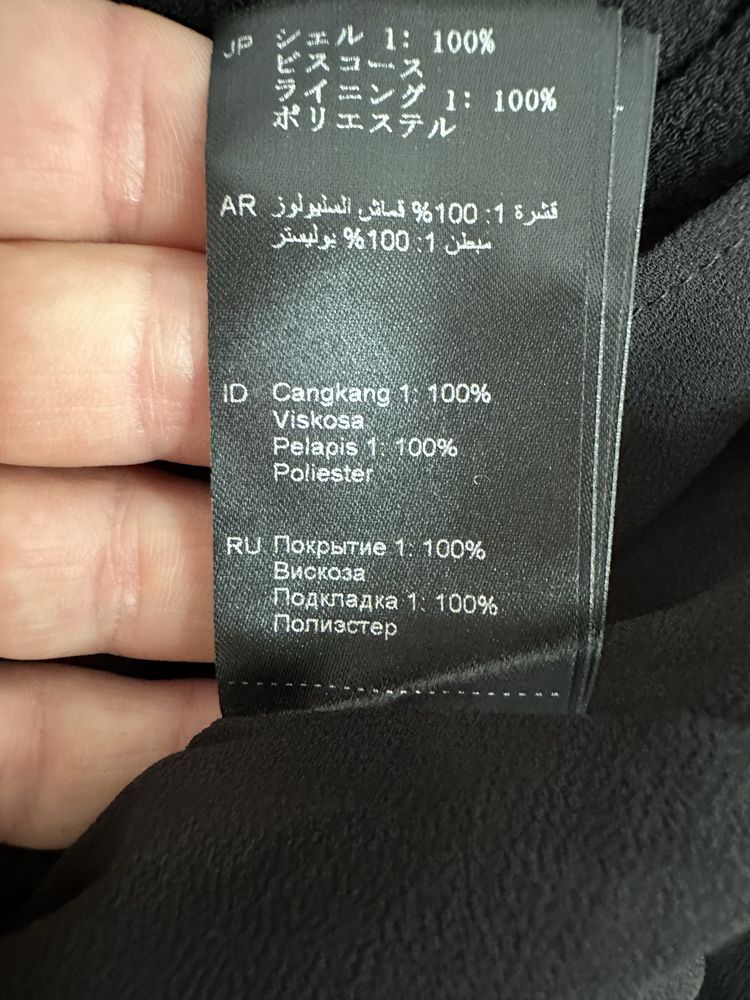 JP シェル 1: 100%
ビスコース
ライニング 1: 100%
ポリエステル
AR قشرة 1: 100% قماش السليولوز
مبطن 1: 100% بوليستر
ID Cangkang 1: 100%
Viskosa
Pelapis 1: 100%
Poliester
RU Покрытие 1: 100%
Вискоза
Подкладка 1: 100%
Полиэстер